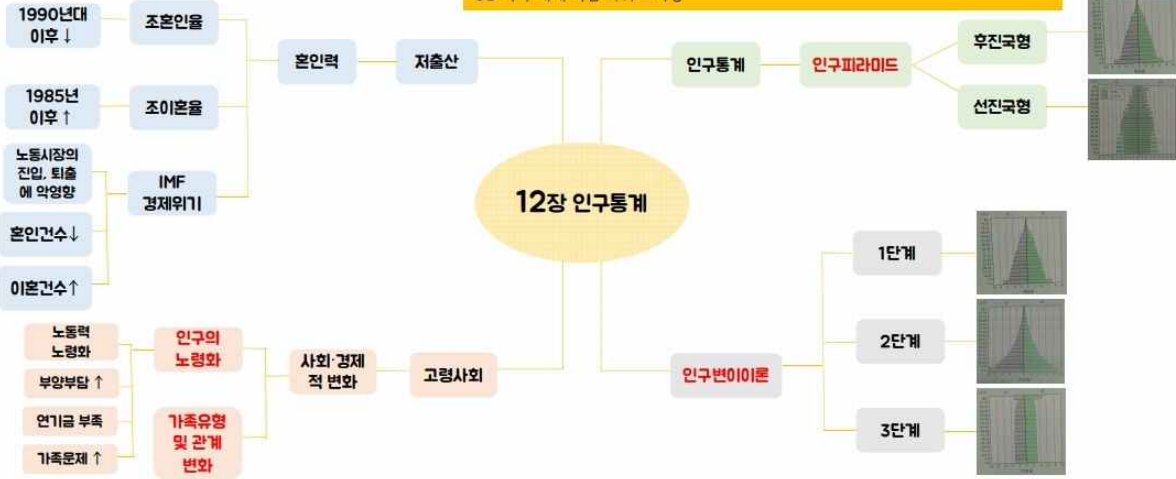 1990년대
이후 ↓
조혼인율
혼인력
저출산
1985년
이후 ↑
조이혼율
노동시장의
진입, 퇴출
에 악영향
IMF
경제위기
혼인건수↓
이혼건수↑
인구통계
인구피라미드
후진국형
선진국형
12장 인구통계
노동력
노령화
부양부담 ↑
연기금 부족
가족문제 ↑
인구의
노령화
가족유형
및 관계
변화
사회·경제
적 변화
고령사회
인구변이이론
1단계
2단계
3단계